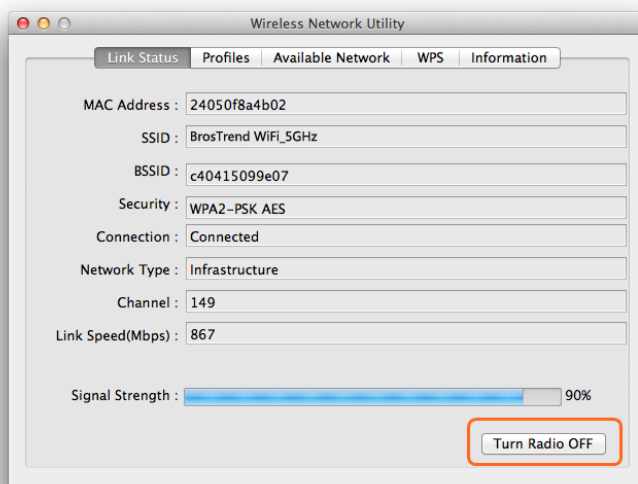 Wireless Network Utility
Link Status Profiles Available Network WPS Information
MAC Address : 24050f8a4b02
SSID : BrosTrend WiFi_5GHz
BSSID : c40415099e07
Security : WPA2-PSK AES
Connection : Connected
Network Type : Infrastructure
Channel : 149
Link Speed(Mbps) : 867
Signal Strength : 90%
Turn Radio OFF